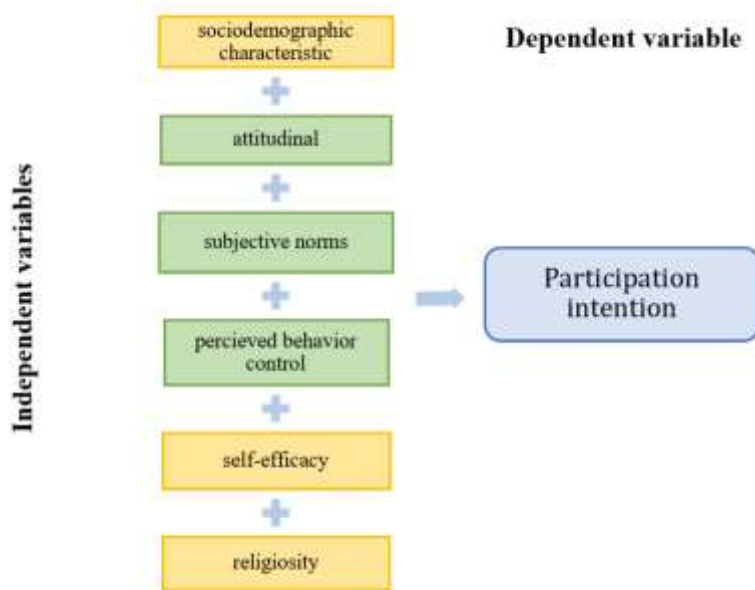 sociodemographic
characteristic
Dependent variable
attitudinal
Independent variables
subjective norms
Participation
intention
percieved behavior
control
self-efficacy
religiosity